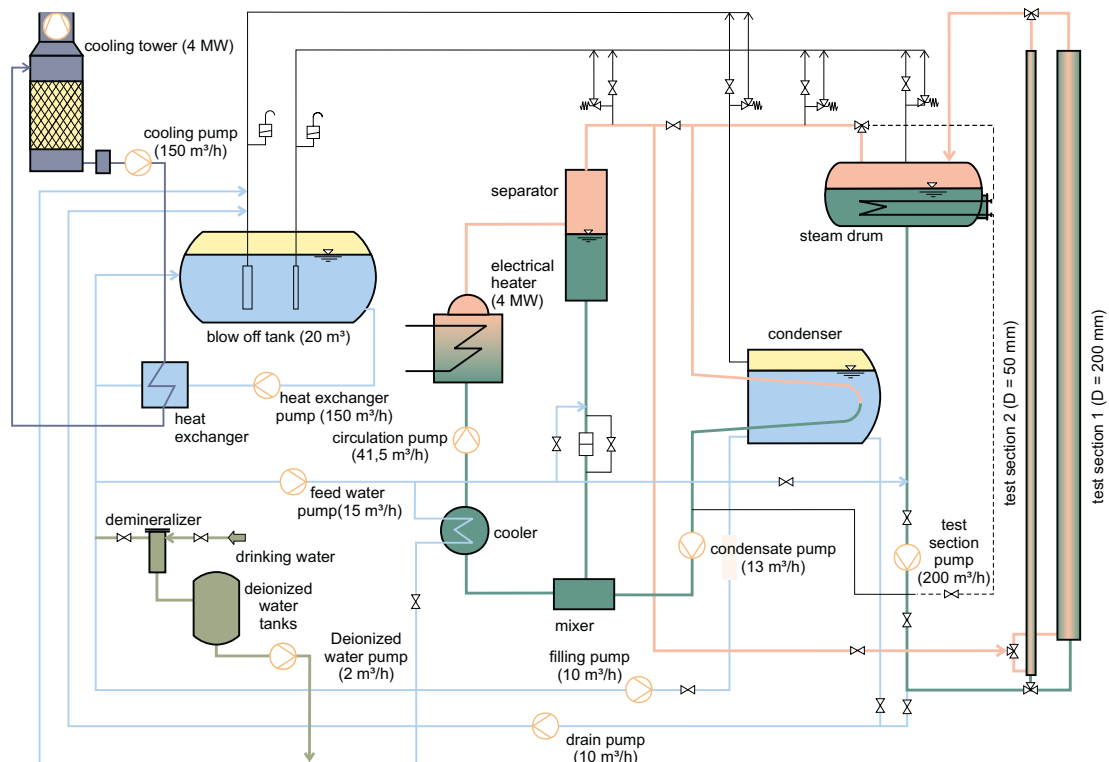 cooling tower (4 MW)
cooling pump
(150 m³/h)
separator
steam drum
electrical
heater
(4 MW)
blow off tank (20 m³)
condenser
heat exchanger
pump (150 m³/h)
heat
exchanger
circulation pump
(41,5 m³/h)
feed water
pump(15 m³/h)
demineralizer
drinking water
cooler
condensate pump
(13 m³/h)
test
section
pump
(200 m³/h)
deionized
water
tanks
mixer
Deionized
water pump
(2 m³/h)
filling pump
(10 m³/h)
drain pump
(10 m³/h)
test section 2 (D = 50 mm)
test section 1 (D = 200 mm)